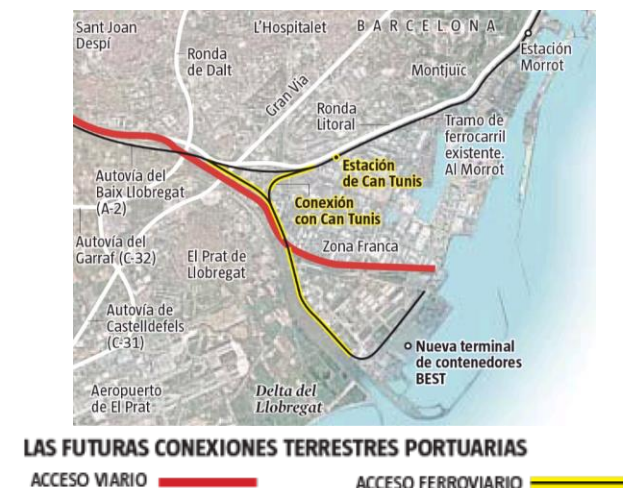 Sant Joan
Despí
L'Hospitalet
BARCELONA
Ronda
de Dalt
Estación
Morrot
Montjuïc
Gran Via
Ronda
Litoral
Tramo de
ferrocarril
existente.
Al Morrot
Estación
de Can Tunis
Autovía del
Baix Llobregat
(A-2)
Conexión
con Can Tunis
Autovía del
Garraf (C-32)
El Prat de
Llobregat
Zona Franca
Autovía de
Castelldefels
(C-31)
Nueva terminal
de contenedores
BEST
Aeropuerto
de El Prat
Delta del
Llobregat
LAS FUTURAS CONEXIONES TERRESTRES PORTUARIAS
ACCESO VIARIO
ACCESO FERROVIARIO